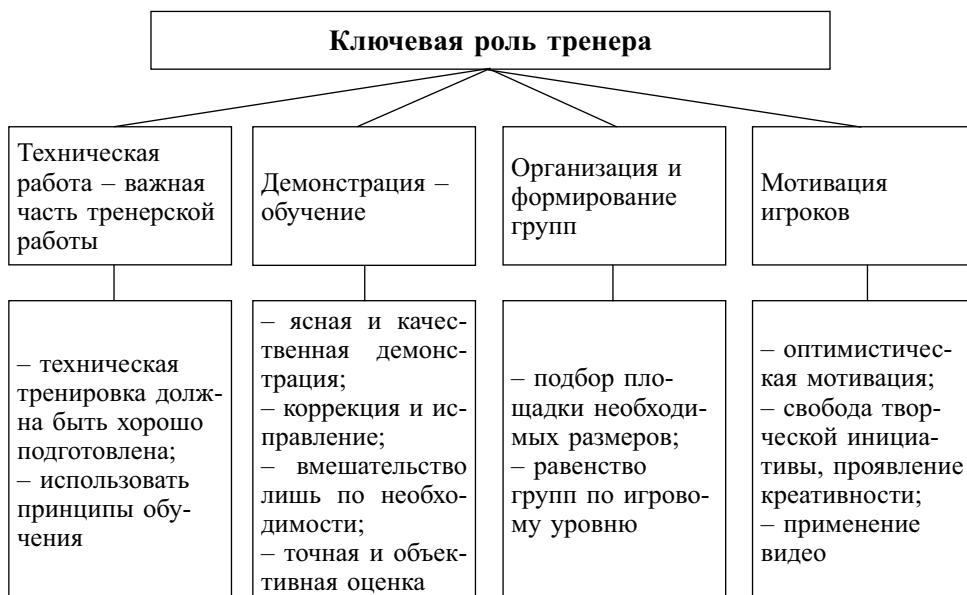 Ключевая роль тренера
Техническая
работа – важная
часть тренерской
работы
Демонстрация –
обучение
Организация и
формирование
групп
Мотивация
игроков
– техническая
тренировка долж-
на быть хорошо
подготовлена;
– использовать
принципы обу-
чения
– ясная и качес-
твенная демонс-
трация;
– коррекция и ис-
правление;
– вмешательство
лишь по необхо-
димости;
– точная и объек-
тивная оценка
– подбор пло-
щадки необходи-
мых размеров;
– равенство
групп по игрово-
му уровню
– оптимистичес-
кая мотивация;
– свобода твор-
ческой инициа-
тивы, проявление
креативности;
– применение
видео